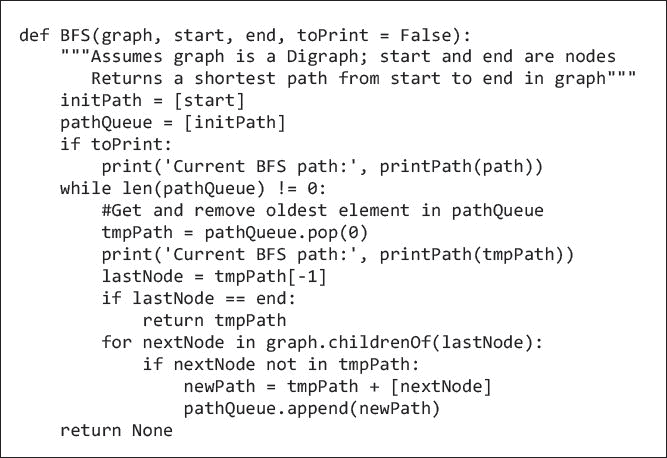 def BFS(graph, start, end, toPrint = False):
    """Assumes graph is a Digraph; start and end are nodes
       Returns a shortest path from start to end in graph"""
    initPath = [start]
    pathQueue = [initPath]
    if toPrint:
        print('Current BFS path:', printPath(path))
    while len(pathQueue) != 0:
        #Get and remove oldest element in pathQueue
        tmpPath = pathQueue.pop(0)
        print('Current BFS path:', printPath(tmpPath))
        lastNode = tmpPath[-1]
        if lastNode == end:
            return tmpPath
        for nextNode in graph.childrenOf(lastNode):
            if nextNode not in tmpPath:
                newPath = tmpPath + [nextNode]
                pathQueue.append(newPath)
    return None